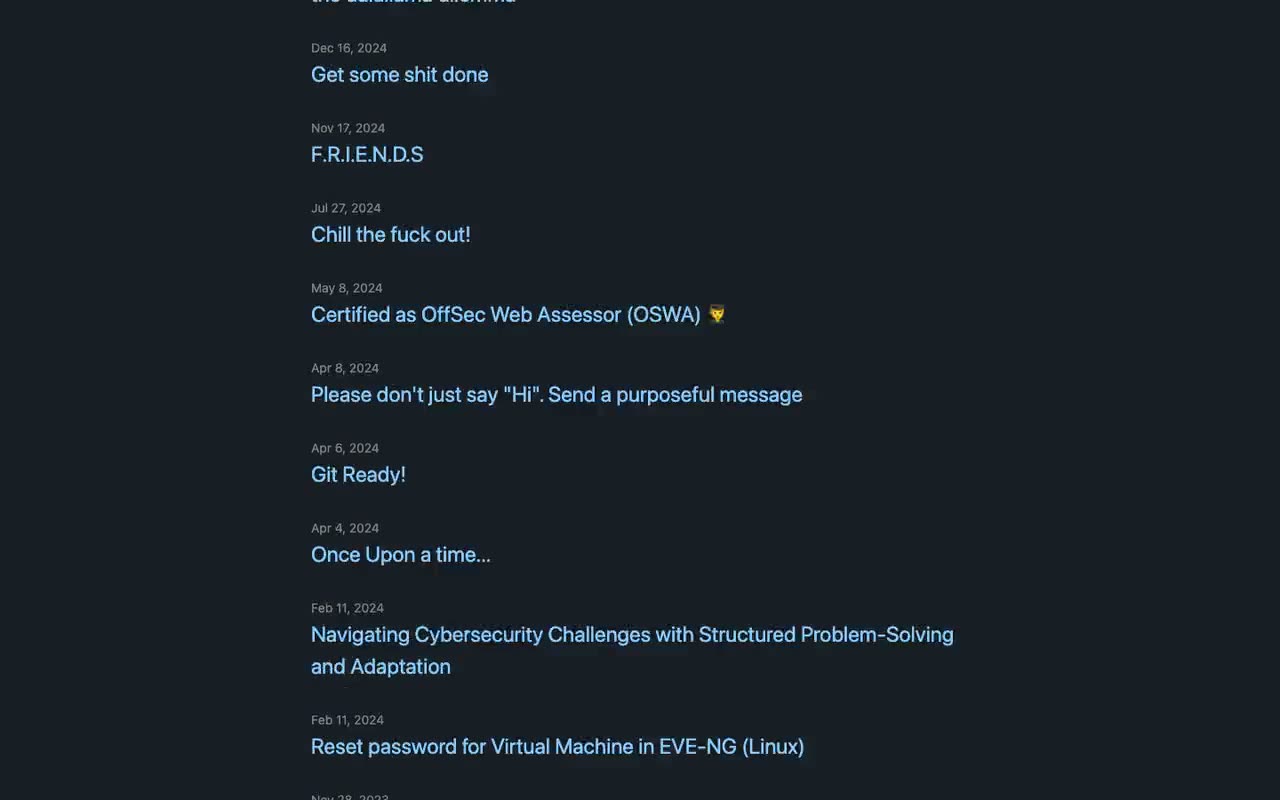 Dec 16, 2024
Get some shit done
Nov 17, 2024
F.R.I.E.N.D.S
Jul 27, 2024
Chill the fuck out!
May 8, 2024
Certified as OffSec Web Assessor (OSWA) 👨‍🎓
Apr 8, 2024
Please don't just say "Hi". Send a purposeful message
Apr 6, 2024
Git Ready!
Apr 4, 2024
Once Upon a time...
Feb 11, 2024
Navigating Cybersecurity Challenges with Structured Problem-Solving
and Adaptation
Feb 11, 2024
Reset password for Virtual Machine in EVE-NG (Linux)
Nov 28, 2023